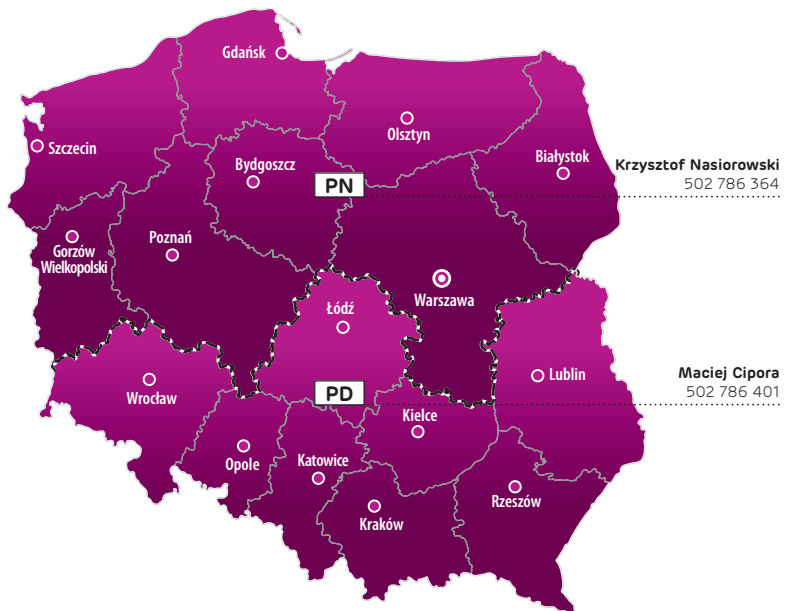 Gdańsk
Olsztyn
Szczecin
Bydgoszcz
Białystok
Krzysztof Nasiorowski
502 786 364
PN
Poznań
Gorzów
Wielkopolski
Warszawa
Łódź
Maciej Cipora
502 786 401
Lublin
Wrocław
PD
Kielce
Opole
Katowice
Rzeszów
Kraków